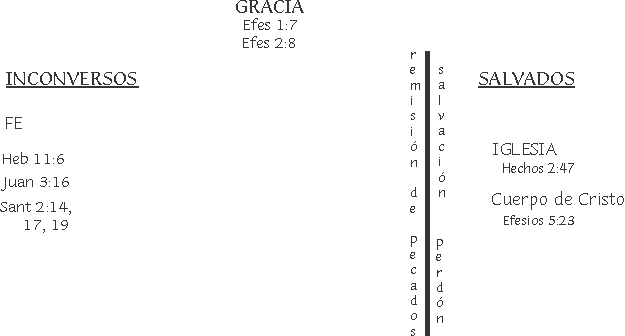 GRACIA
Efes 1:7
Efes 2:8
INCONVERSOS
FE
Heb 11:6
Juan 3:16
Sant 2:14,
17, 19
remisión de pecados
salvación perdón
SALVADOS
IGLESIA
Hechos 2:47
Cuerpo de Cristo
Efesios 5:23